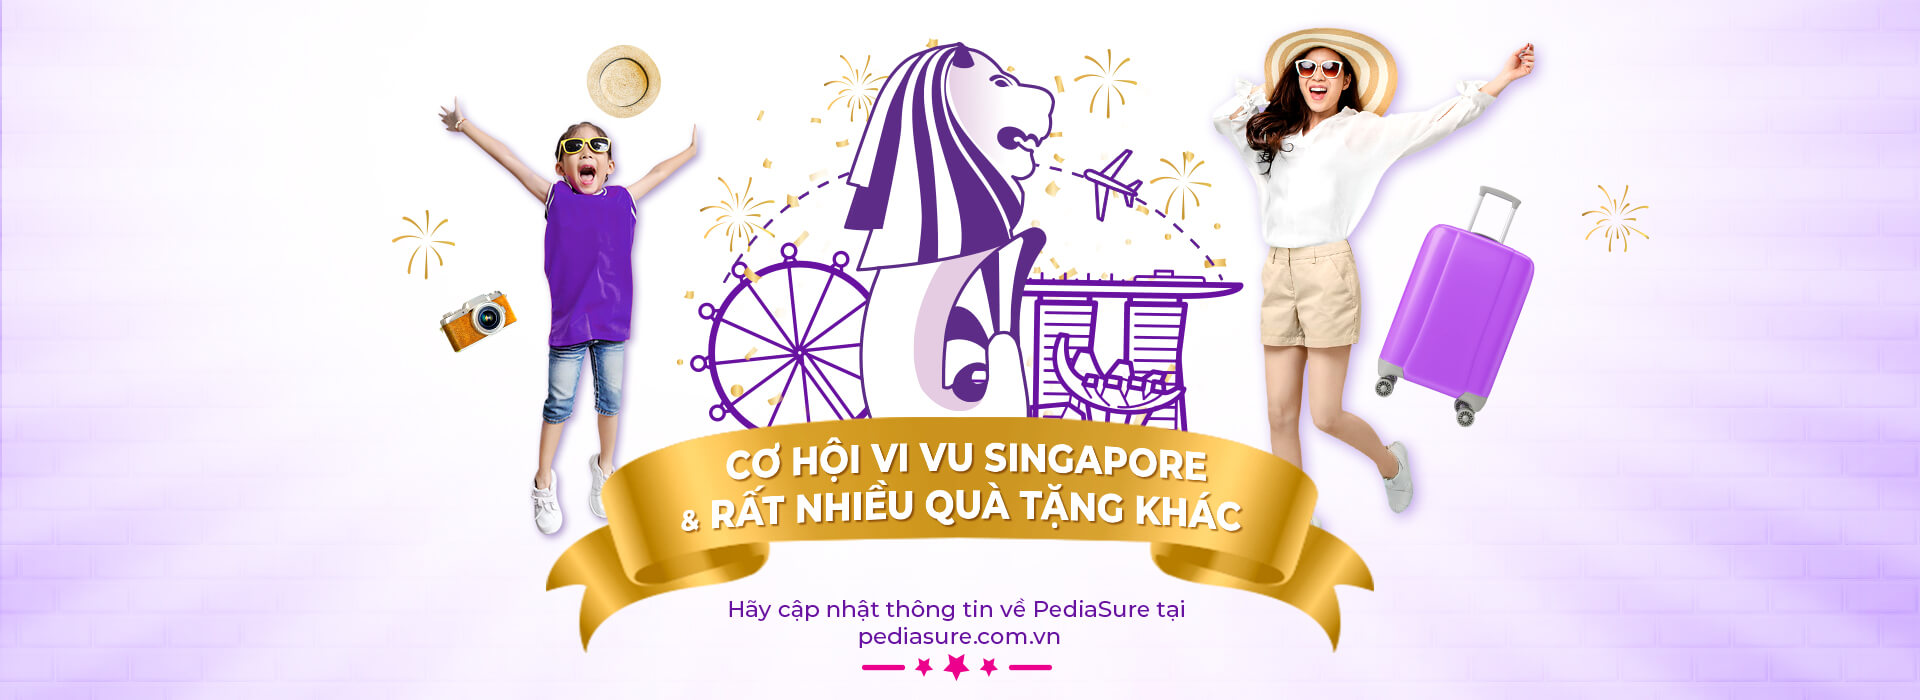 CƠ HỘI VI VU SINGAPORE
& RẤT NHIỀU QUÀ TẶNG KHÁC
Hãy cập nhật thông tin về PediaSure tại
pediasure.com.vn